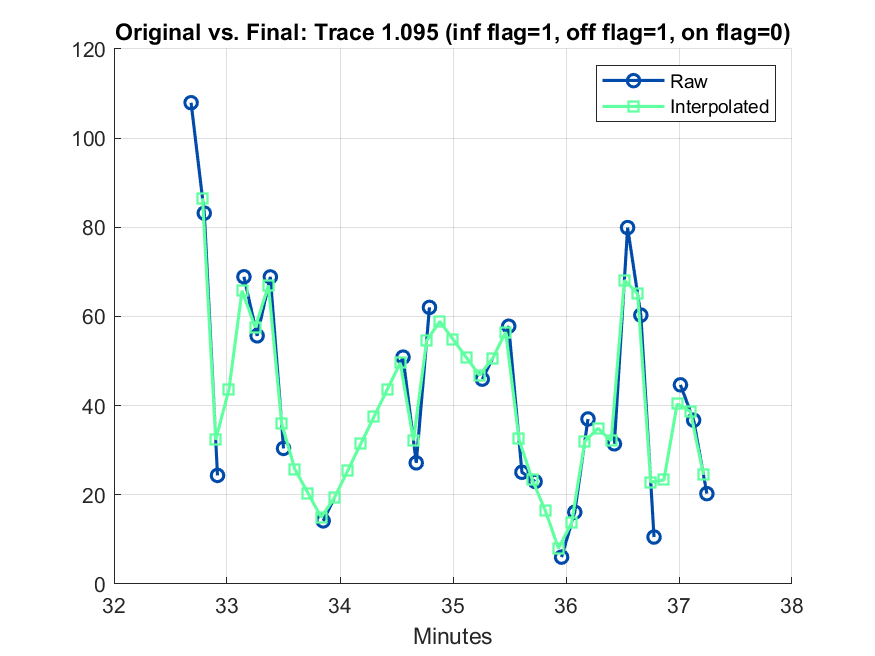 Original vs. Final: Trace 1.095 (inf flag=1, off flag=1, on flag=0)
120
100
80
60
40
20
0
Raw
Interpolated
32 33 34 35 36 37 38
Minutes